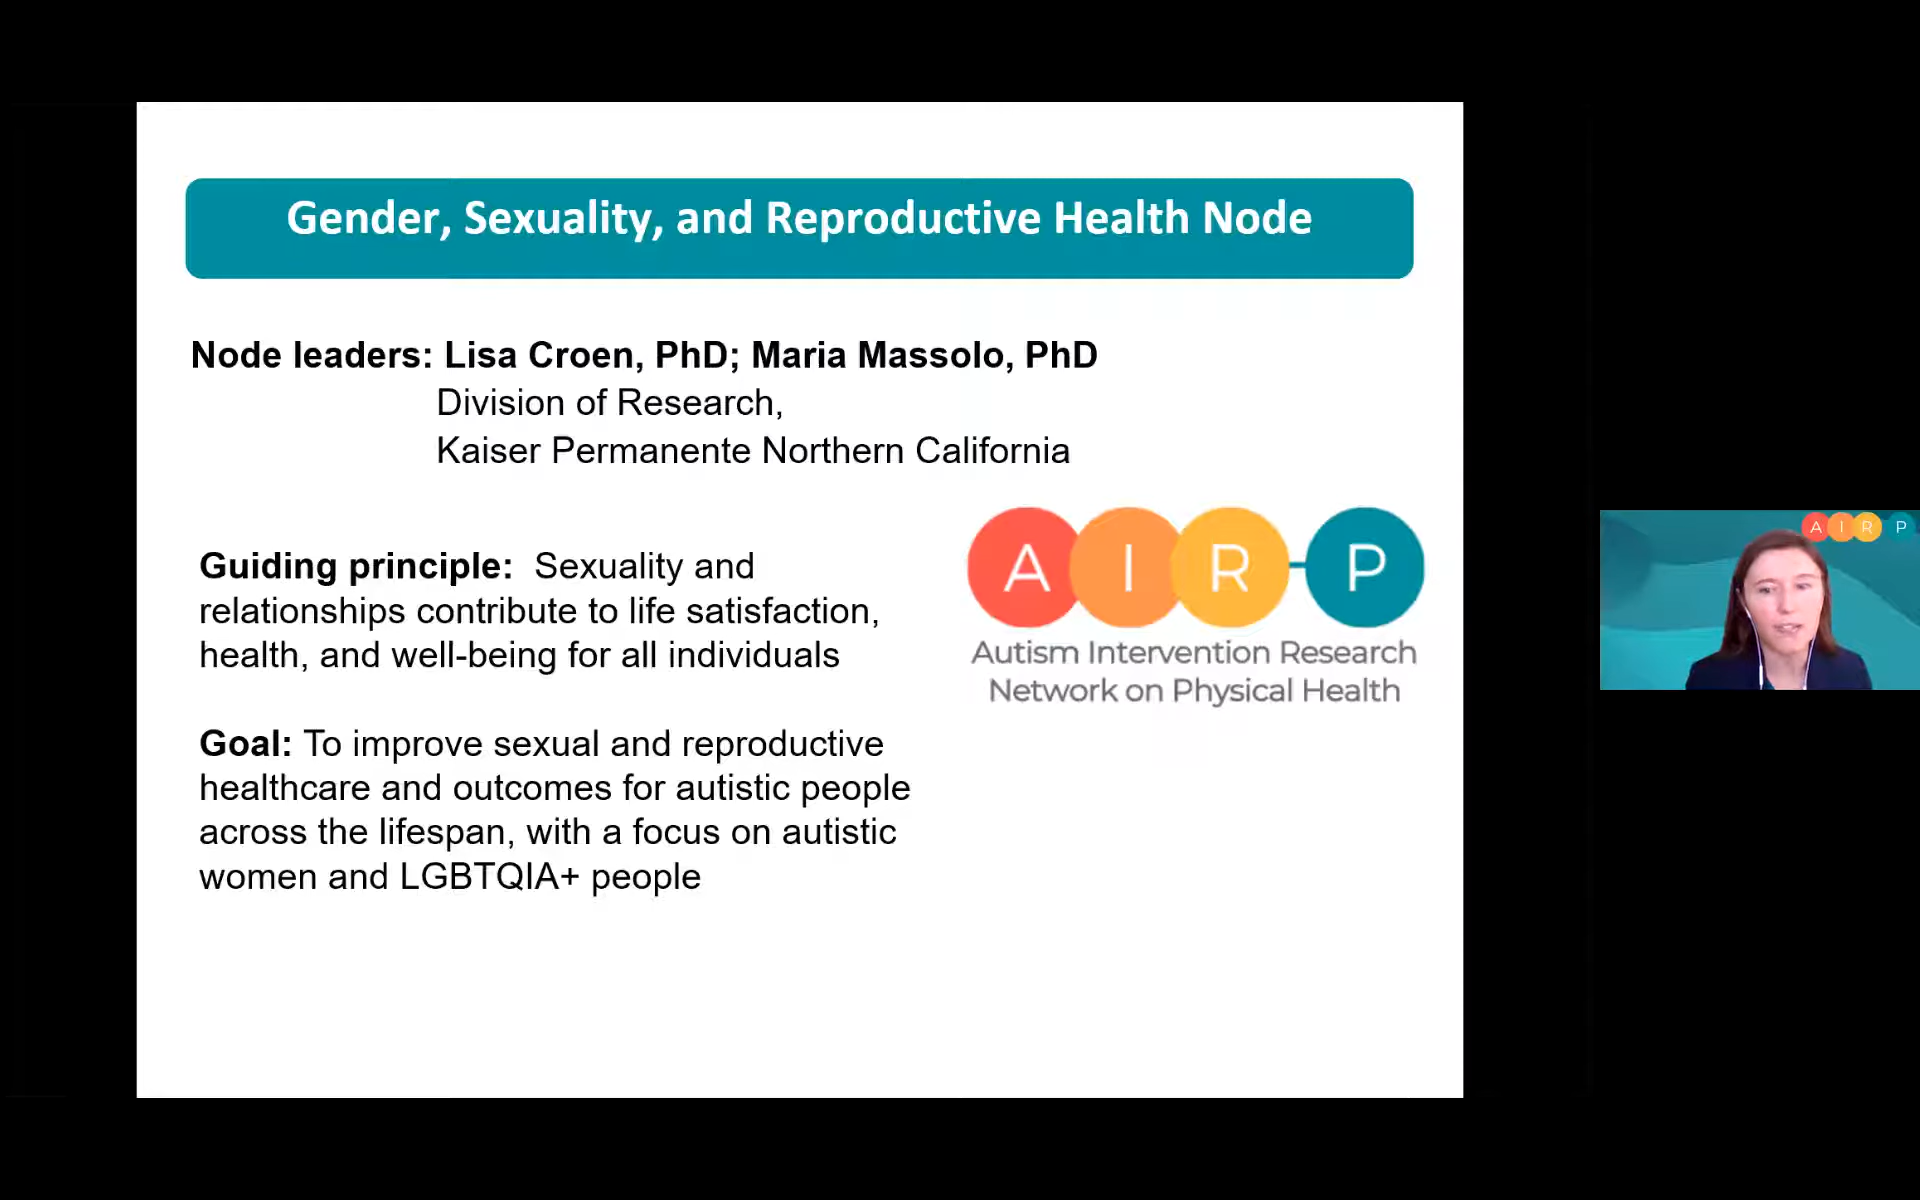 Gender, Sexuality, and Reproductive Health Node
Node leaders: Lisa Croen, PhD; Maria Massolo, PhD
Division of Research,
Kaiser Permanente Northern California
Guiding principle: Sexuality and
relationships contribute to life satisfaction,
health, and well-being for all individuals
Goal: To improve sexual and reproductive
healthcare and outcomes for autistic people
across the lifespan, with a focus on autistic
women and LGBTQIA+ people
AIR-P
Autism Intervention Research
Network on Physical Health
AIR P